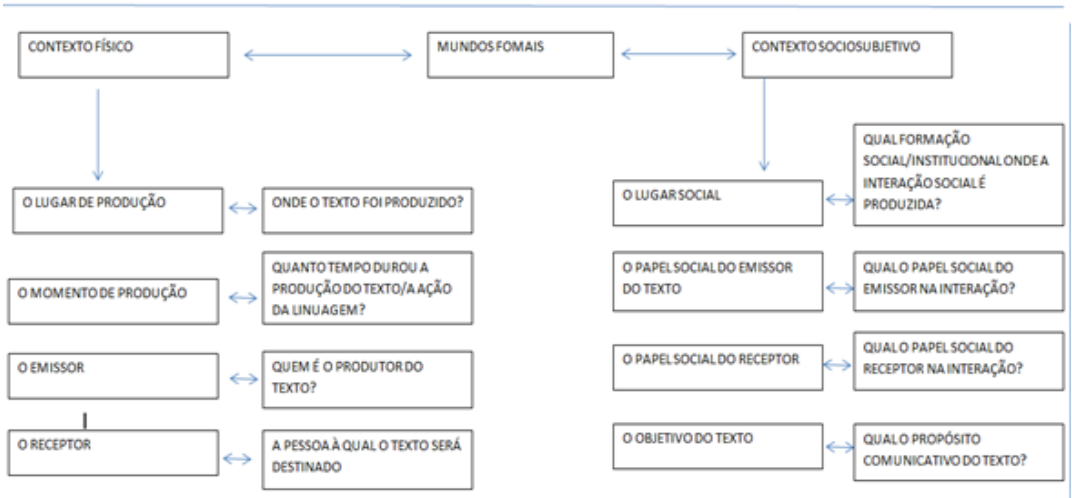 CONTEXTO FÍSICO
MUNDOS FOMAIS
CONTEXTO SOCIOSUBJETIVO
O LUGAR DE PRODUÇÃO
ONDE O TEXTO FOI PRODUZIDO?
O MOMENTO DE PRODUÇÃO
QUANTO TEMPO DUROU A
PRODUÇÃO DO TEXTO/A AÇÃO
DA LINUAGEM?
O EMISSOR
QUEM É O PRODUTOR DO
TEXTO?
O RECEPTOR
A PESSOA À QUAL O TEXTO SERÁ
DESTINADO
O LUGAR SOCIAL
QUAL FORMAÇÃO
SOCIAL/INSTITUCIONAL ONDE A
INTERAÇÃO SOCIAL É
PRODUZIDA?
O PAPEL SOCIAL DO EMISSOR
DO TEXTO
QUAL O PAPEL SOCIAL DO
EMISSOR NA INTERAÇÃO?
O PAPEL SOCIAL DO RECEPTOR
QUAL O PAPEL SOCIAL DO
RECEPTOR NA INTERAÇÃO?
O OBJETIVO DO TEXTO
QUAL O PROPÓSITO
COMUNICATIVO DO TEXTO?